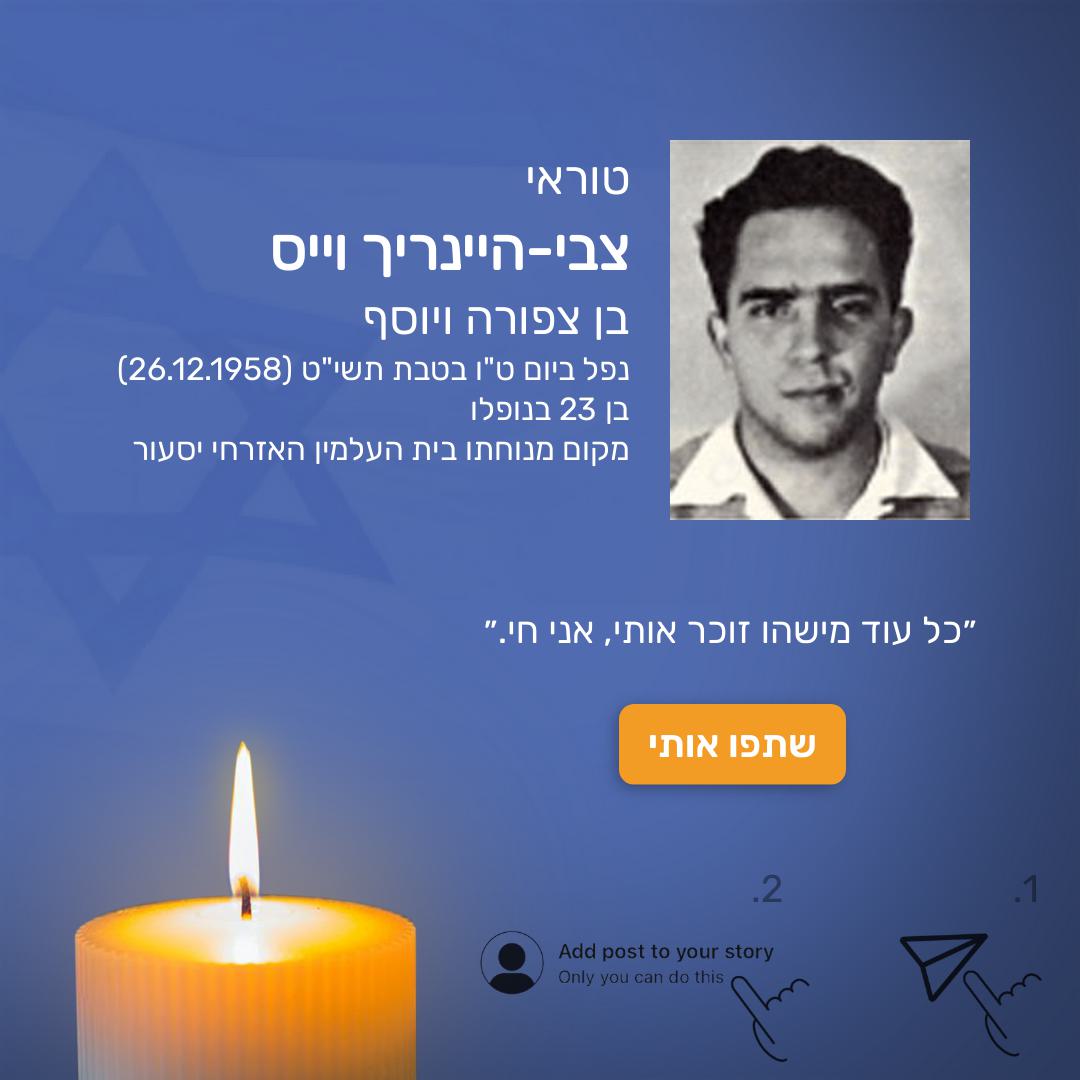 טוראי
צבי-היינריך וייס
בן צפורה ויוסף
נפל ביום ט"ו בטבת תשי"ט (26.12.1958)
בן 23 בנופלו
מקום מנוחתו בית העלמין האזרחי יסעור
״כל עוד מישהו זוכר אותי, אני חי.״
שתפו אותי
1.
2.
Add post to your story
Only you can do this